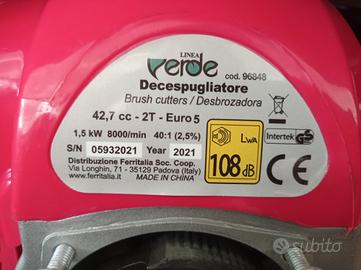 LINEA
verde
cod. 96848
Decespugliatore
Brush cutters / Desbrozadora
42,7 cc - 2T - Euro5
1,5 kW 8000/min 40:1 (2,5%)
S/N 05932021 Year 2021
Distribuzione Ferritalia Soc. Coop.
Via Longhin, 71 - 35129 Padova (Italy)
www.ferritalia.it MADE IN CHINA
LWA
108 dB
Intertek GS
CE
subito